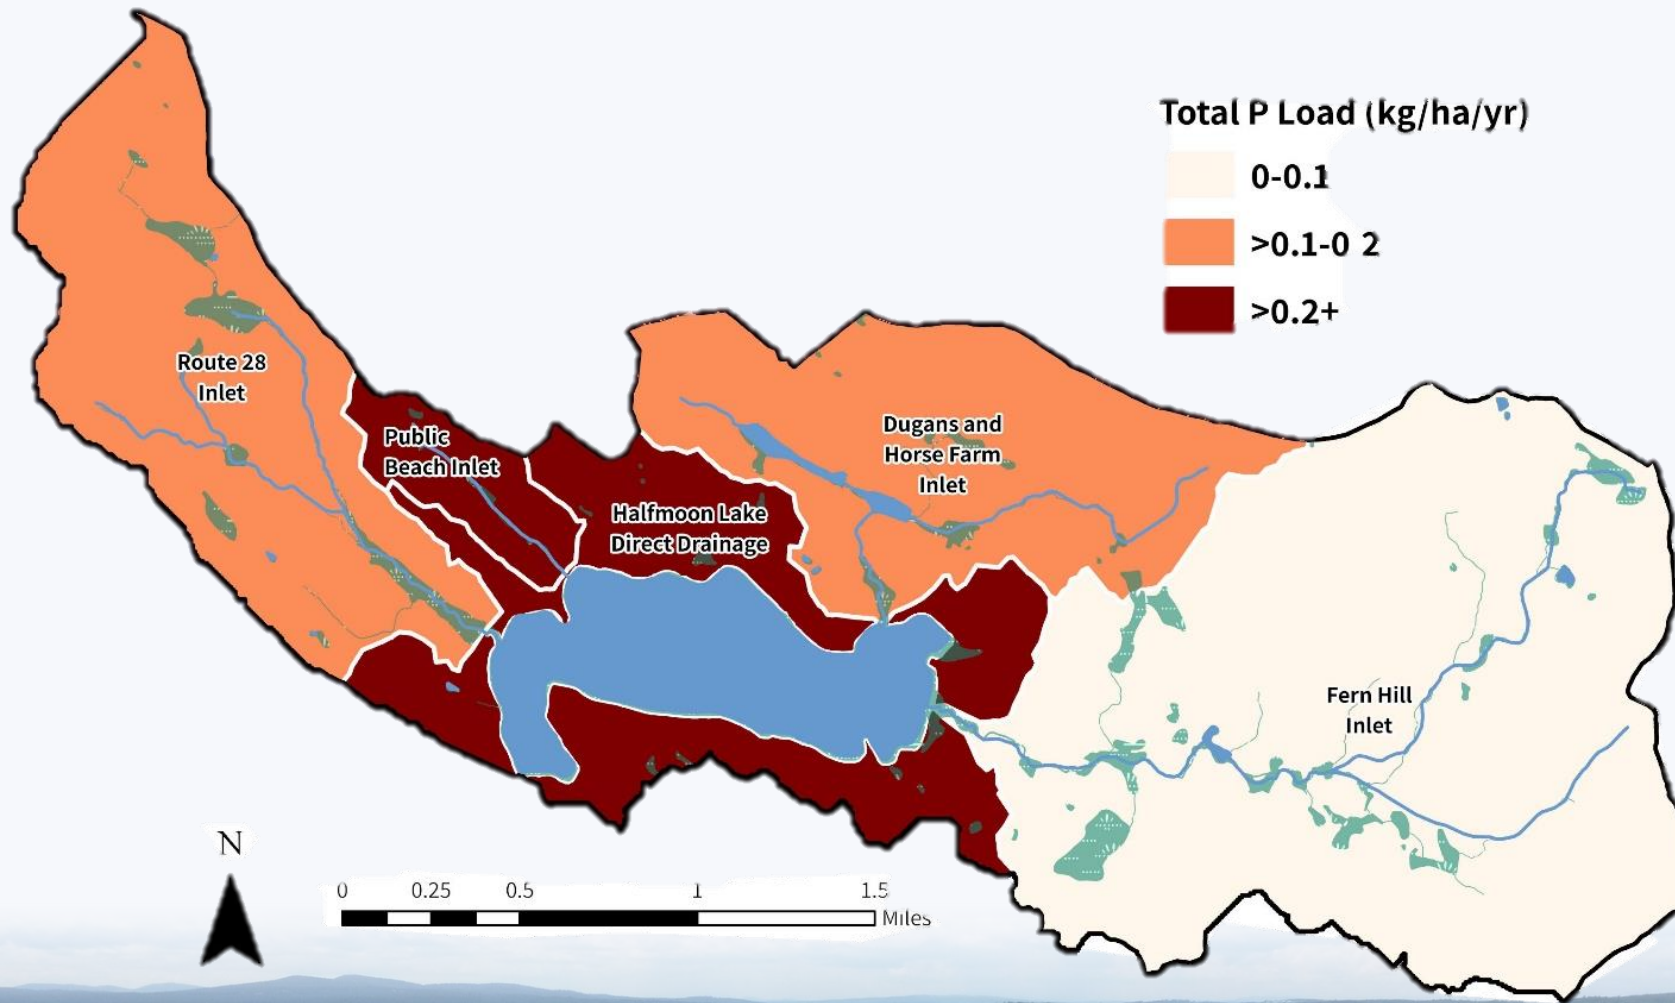 Total P Load (kg/ha/yr)
0-0.1
>0.1-0 2
>0.2+
Route 28
Inlet
Public
Beach Inlet
Halfmoon Lake
Direct Drainage
Dugans and
Horse Farm
Inlet
Fern Hill
Inlet
N
0 0.25 0.5 1 1.5
Miles